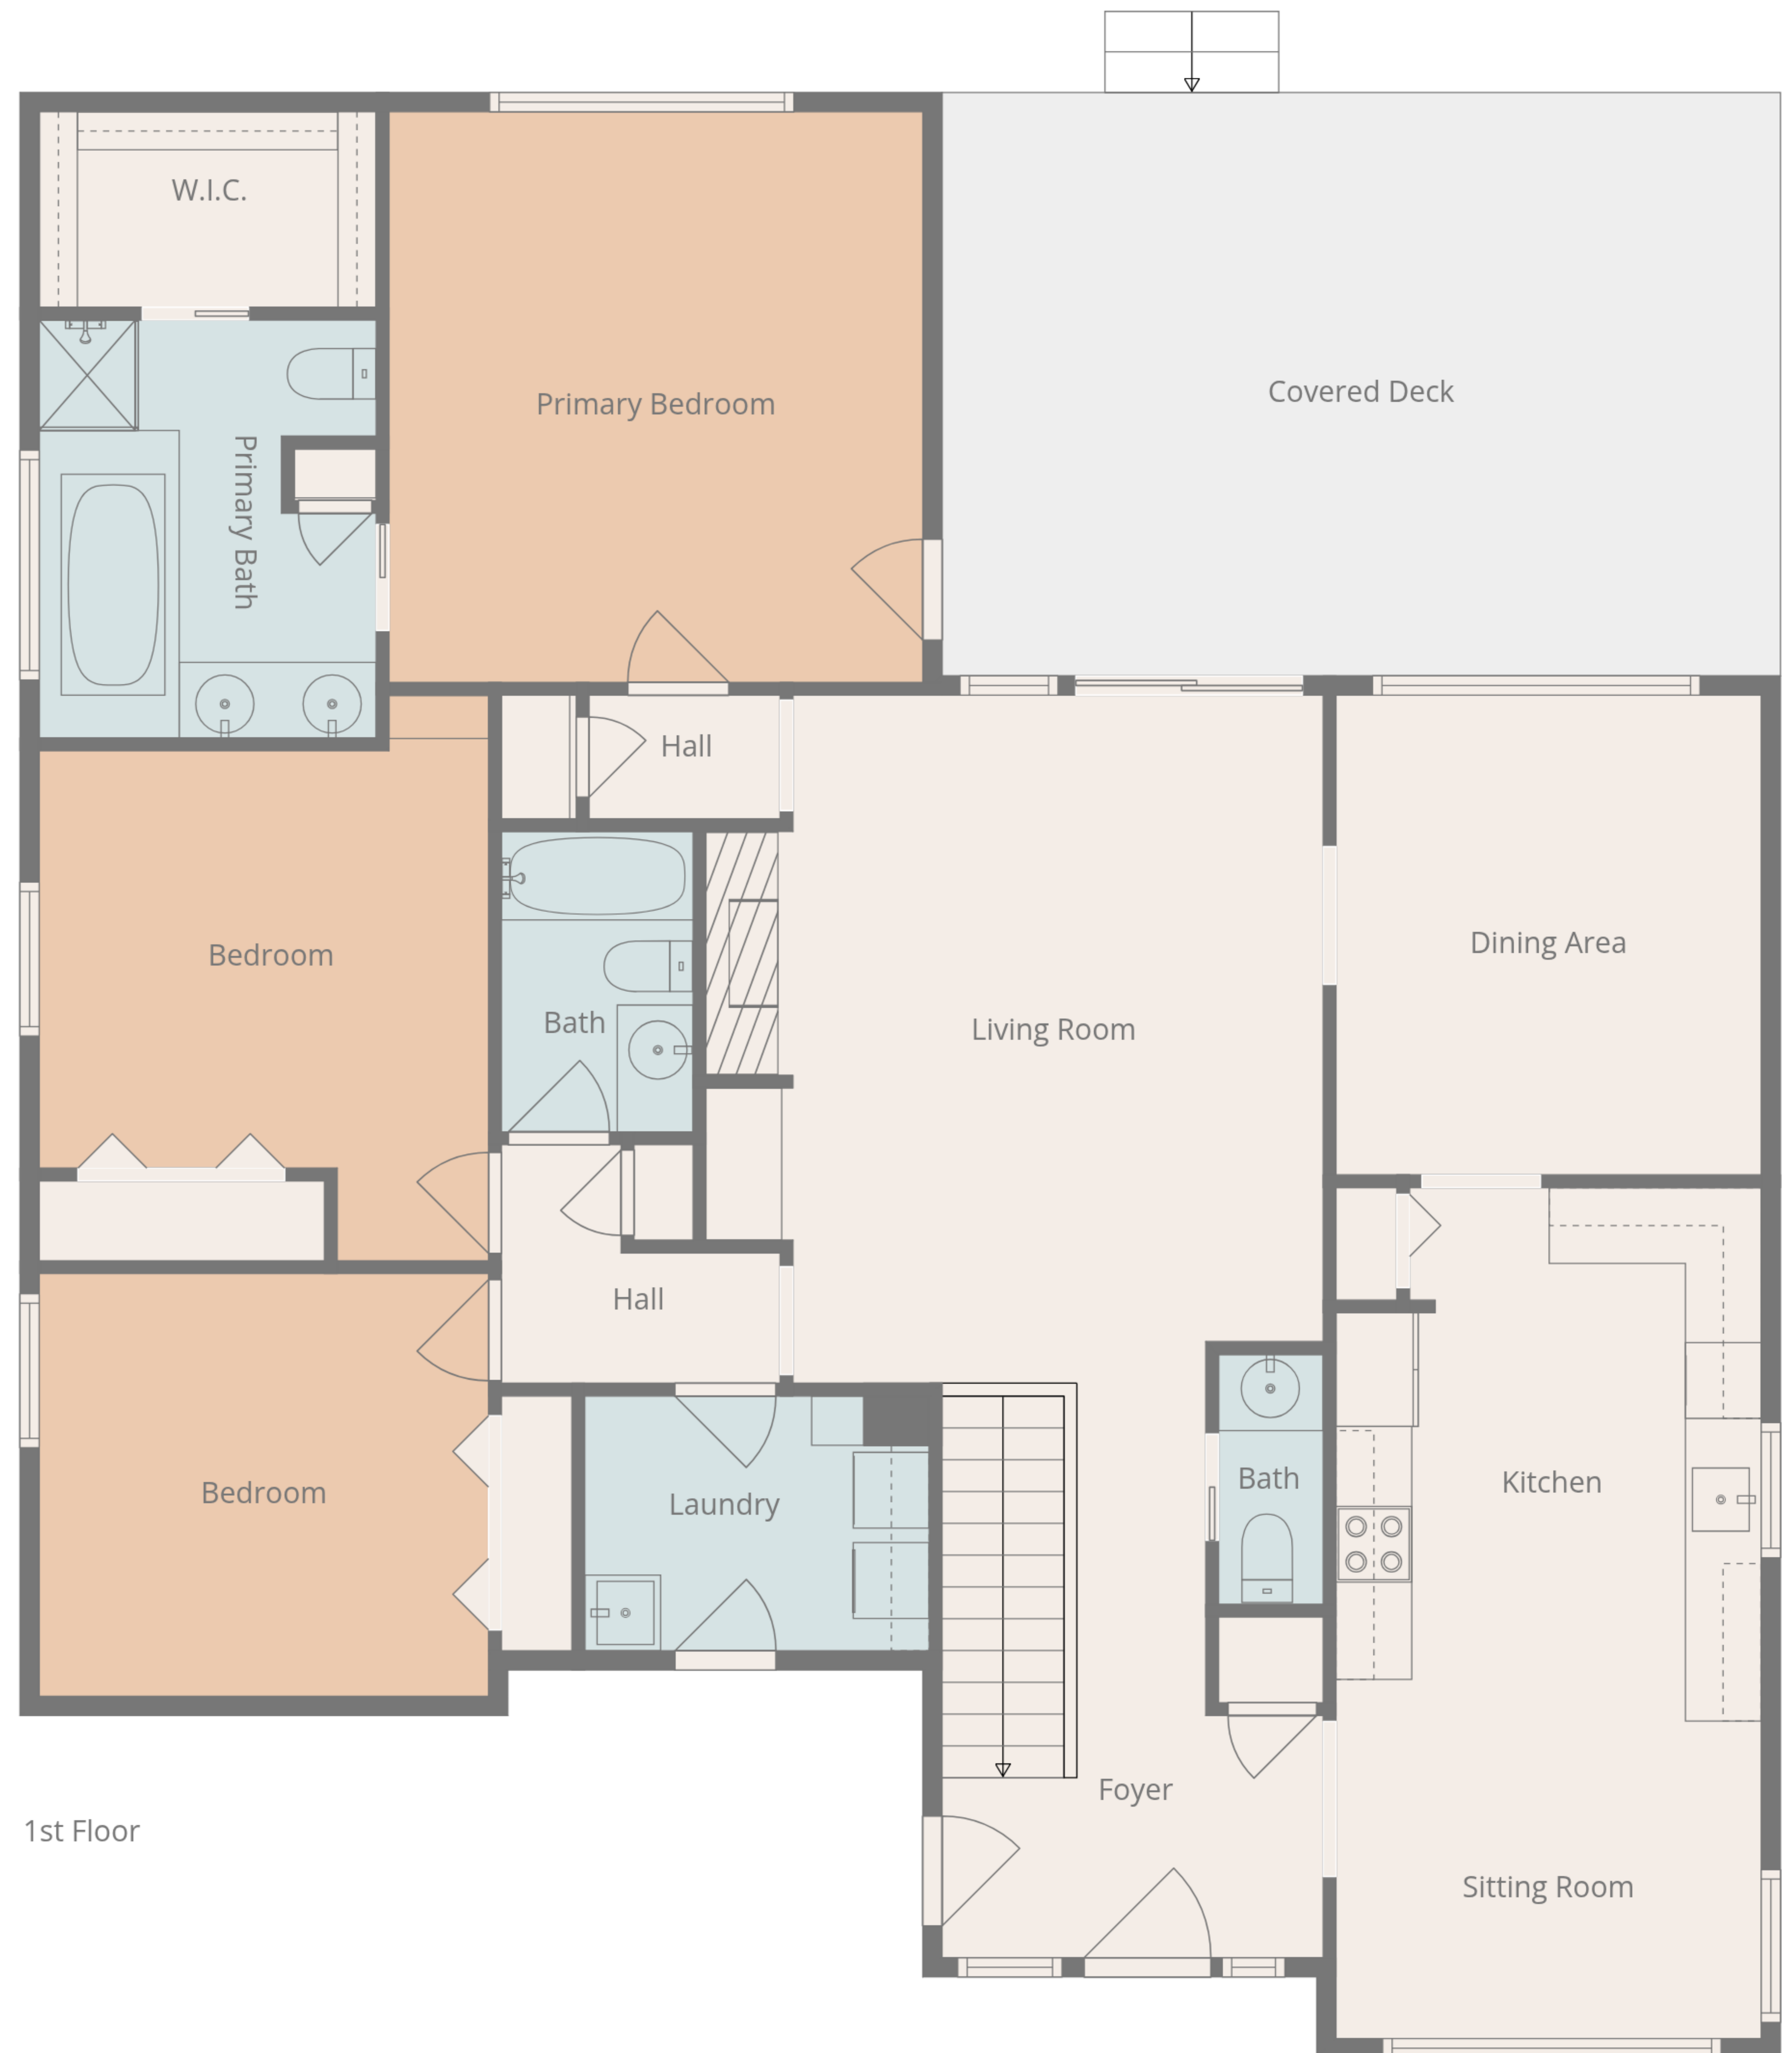 W.I.C.
Primary Bedroom
Covered Deck
Primary Bath
Hall
Bedroom
Dining Area
Bath
Living Room
Hall
Bedroom
Laundry
Bath
Kitchen
Foyer
1st Floor
Sitting Room